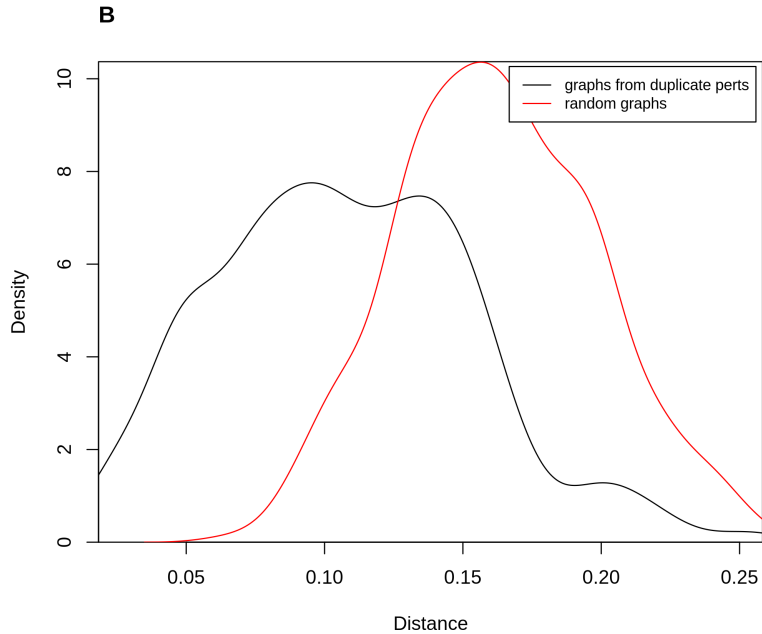 B
graphs from duplicate perts
random graphs
10
8
6
4
2
0
Density
0.05 0.10 0.15 0.20 0.25
Distance